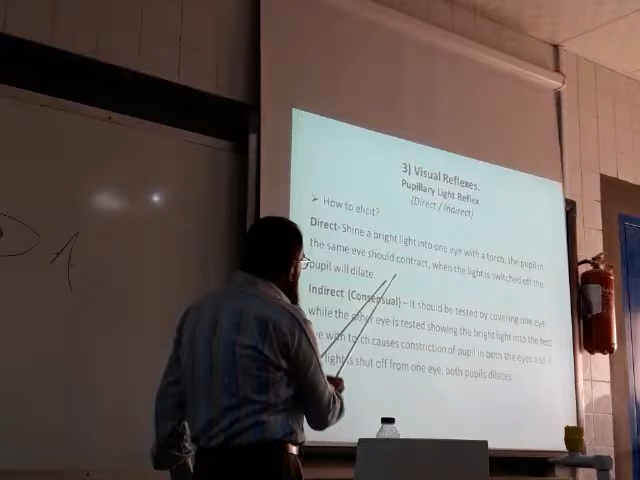 3) Visual Reflexes.
Pupillary Light Reflex
(Direct / Indirect)
➢ How to elicit?
Direct- Shine a bright light into one eye with a torch, the pupil in
the same eye should contract, when the light is switched off the
pupil will dilate.
Indirect (Consensual) – It should be tested by covering one eye
while the other eye is tested showing the bright light into the test
with torch causes constriction of pupil in both the eyes and if
light is shut off from one eye, both pupils dilates